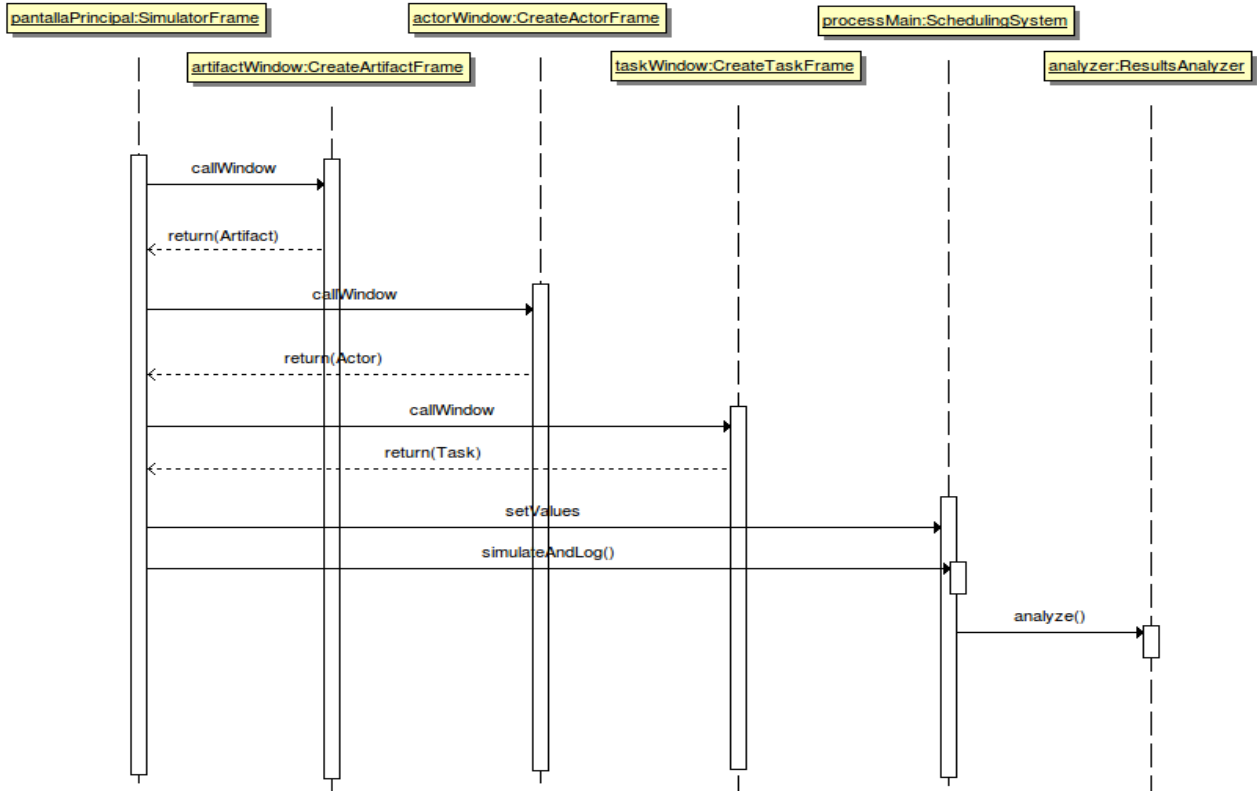 pantallaPrincipal:SimulatorFrame
actorWindow:CreateActorFrame
processMain:SchedulingSystem
artifactWindow:CreateArtifactFrame
taskWindow:CreateTaskFrame
analyzer:ResultsAnalyzer
callWindow
return(Artifact)
callWindow
return(Actor)
callWindow
return(Task)
setValues
simulateAndLog()
analyze()